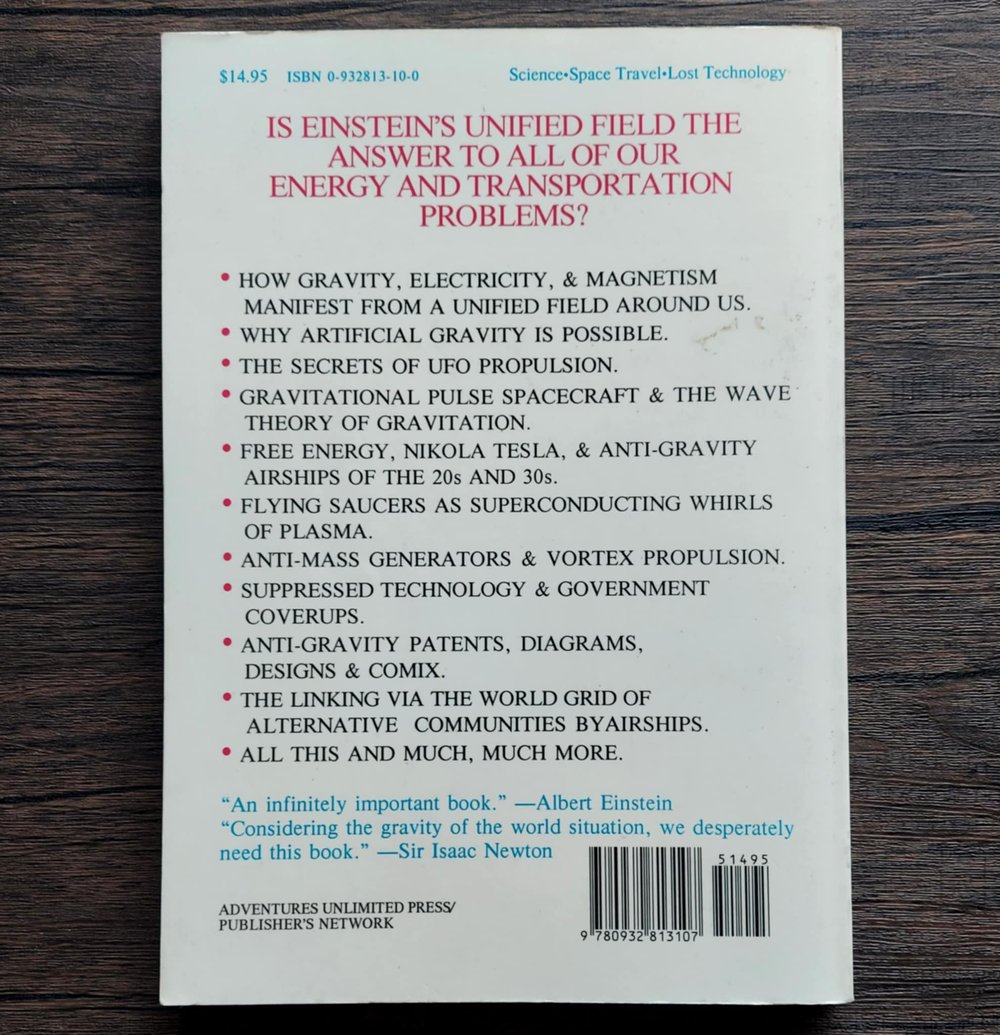 $14.95 ISBN 0-932813-10-0 Science•Space Travel•Lost Technology
IS EINSTEIN'S UNIFIED FIELD THE
ANSWER TO ALL OF OUR
ENERGY AND TRANSPORTATION
PROBLEMS?
• HOW GRAVITY, ELECTRICITY, & MAGNETISM
MANIFEST FROM A UNIFIED FIELD AROUND US.
• WHY ARTIFICIAL GRAVITY IS POSSIBLE.
• THE SECRETS OF UFO PROPULSION.
• GRAVITATIONAL PULSE SPACECRAFT & THE WAVE
THEORY OF GRAVITATION.
• FREE ENERGY, NIKOLA TESLA, & ANTI-GRAVITY
AIRSHIPS OF THE 20s AND 30s.
• FLYING SAUCERS AS SUPERCONDUCTING WHIRLS
OF PLASMA.
• ANTI-MASS GENERATORS & VORTEX PROPULSION.
• SUPPRESSED TECHNOLOGY & GOVERNMENT
COVERUPS.
• ANTI-GRAVITY PATENTS, DIAGRAMS,
DESIGNS & COMIX.
• THE LINKING VIA THE WORLD GRID OF
ALTERNATIVE COMMUNITIES BYAIRSHIPS.
• ALL THIS AND MUCH, MUCH MORE.
“An infinitely important book.” —Albert Einstein
“Considering the gravity of the world situation, we desperately
need this book.” —Sir Isaac Newton
51495
ADVENTURES UNLIMITED PRESS/
PUBLISHER'S NETWORK
9 780932 813107